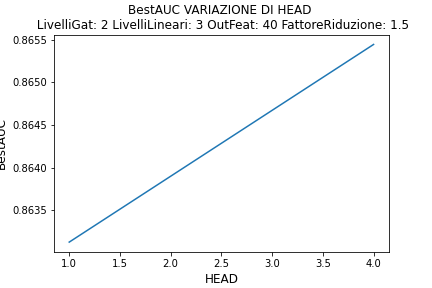 BestAUC VARIAZIONE DI HEAD
LivelliGat: 2 LivelliLineari: 3 OutFeat: 40 FattoreRiduzione: 1.5
0.8655
0.8650
0.8645
0.8640
0.8635
BestAUC
1.0 1.5 2.0 2.5 3.0 3.5 4.0
HEAD